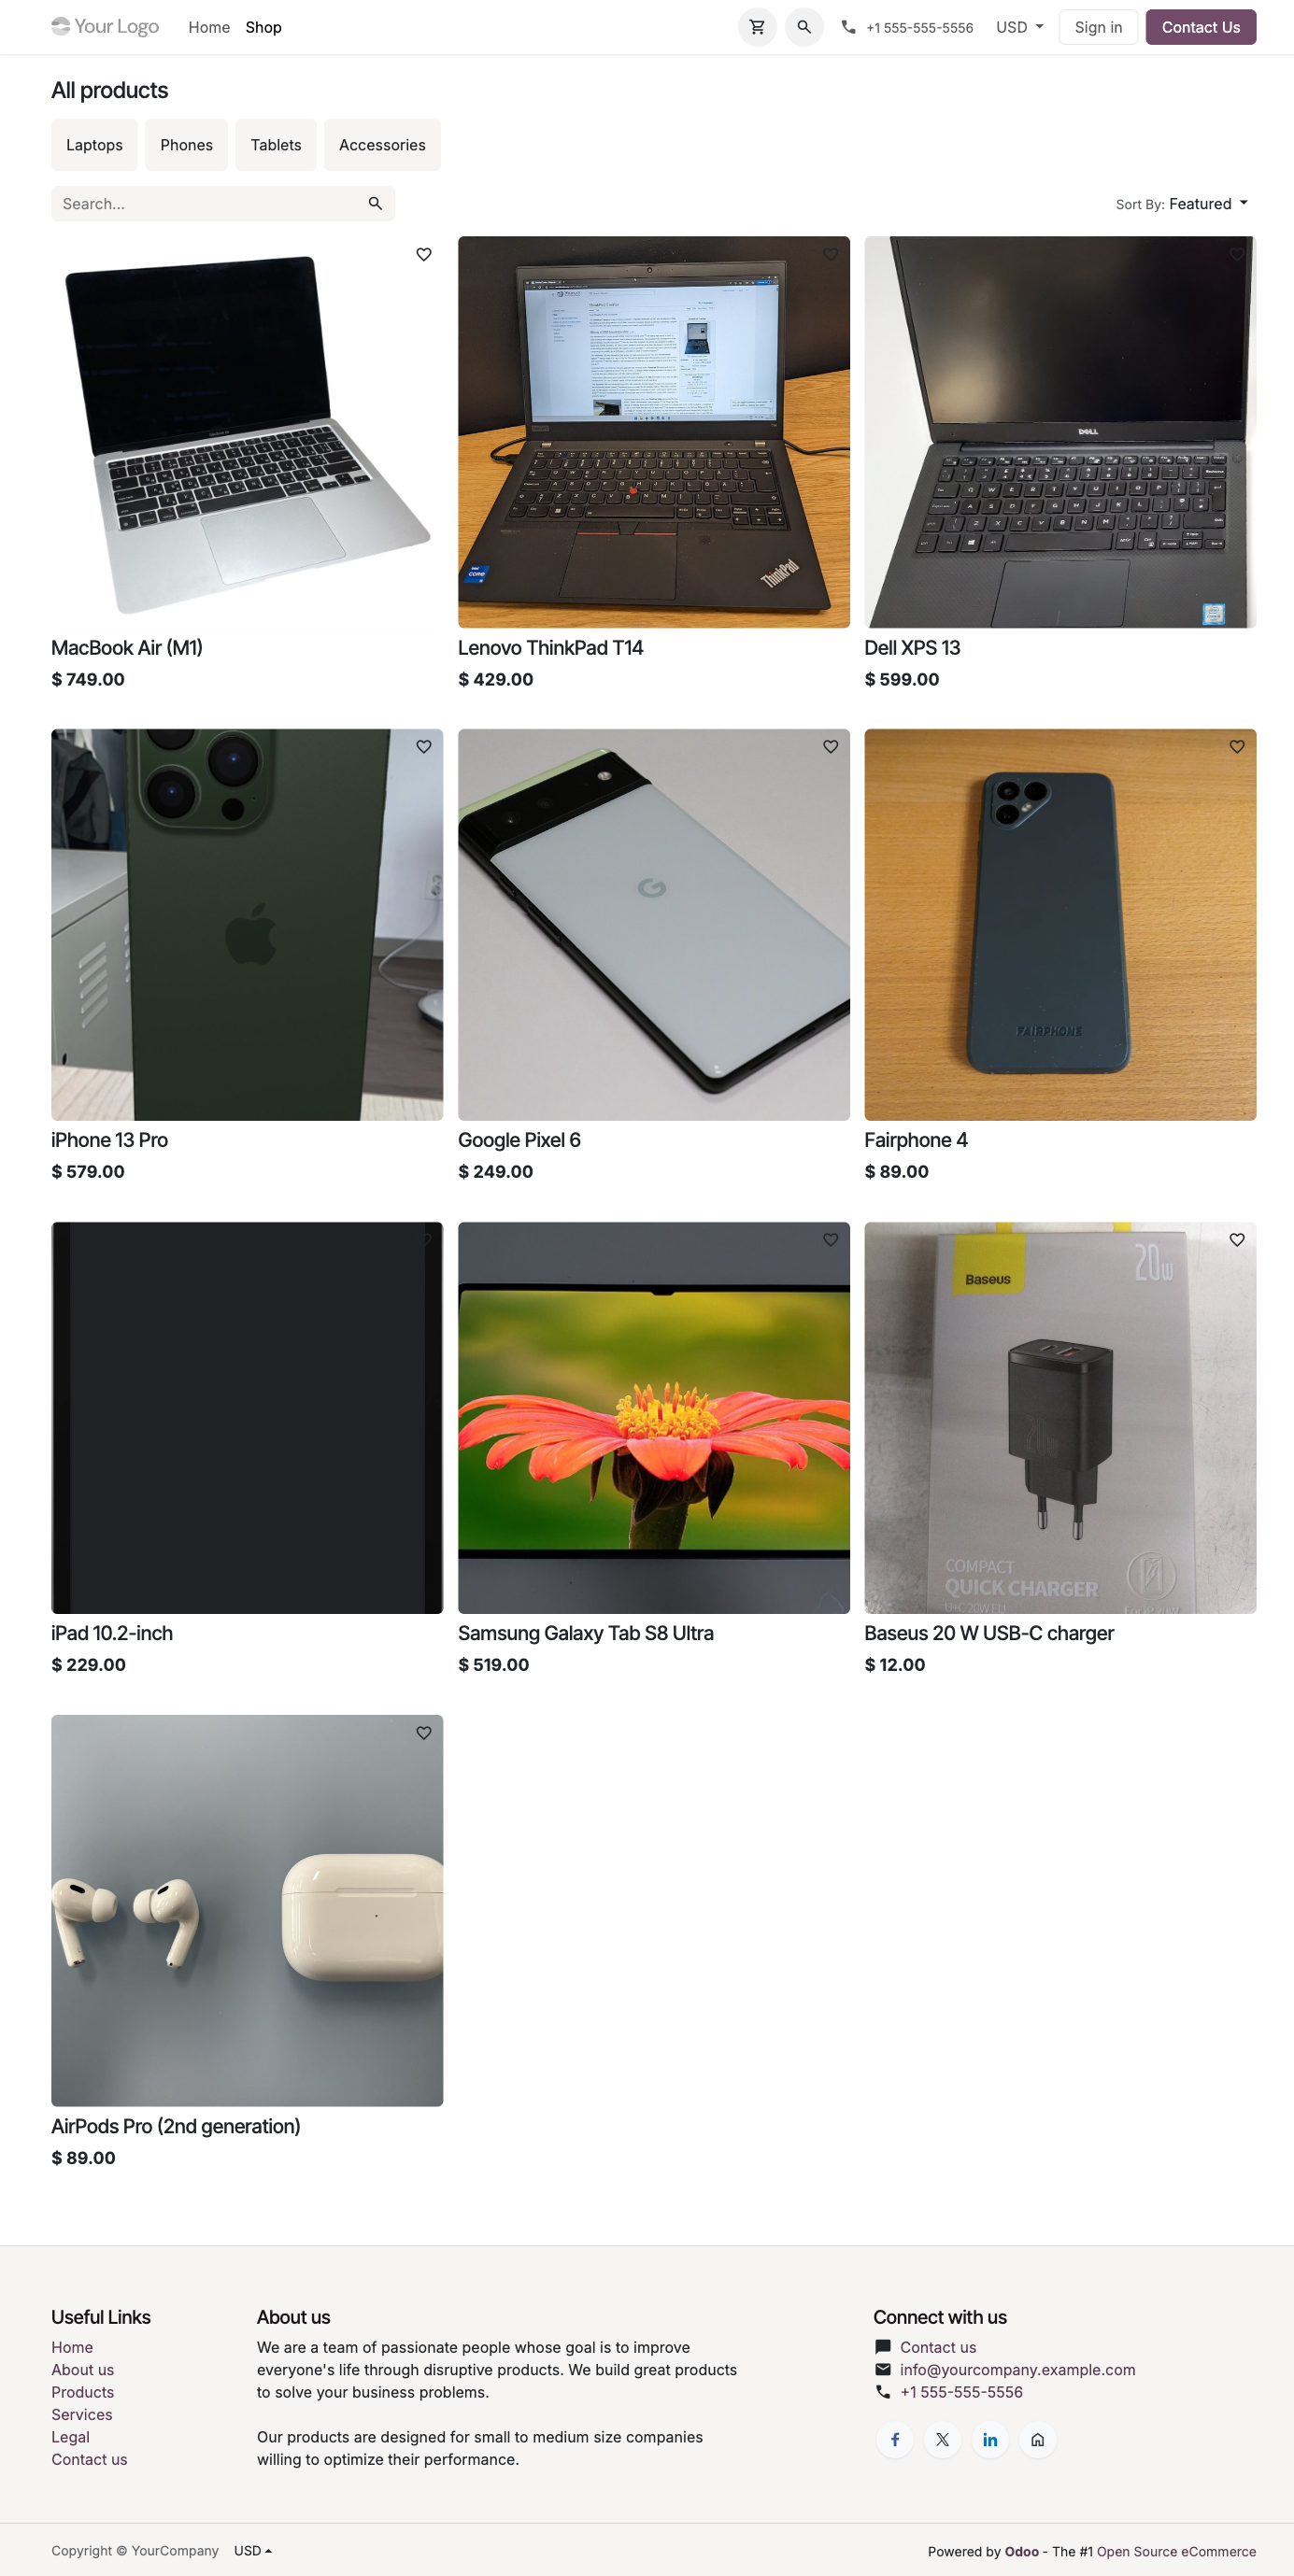 Your Logo
Home
Shop
+1 555-555-5556
USD
Sign in
Contact Us
All products
Laptops
Phones
Tablets
Accessories
Search...
Sort By: Featured
DELL
ThinkPad
MacBook Air (M1)
Lenovo ThinkPad T14
Dell XPS 13
$ 749.00
$ 429.00
$ 599.00
G
FAIRPHONE
iPhone 13 Pro
Google Pixel 6
Fairphone 4
$ 579.00
$ 249.00
$ 89.00
Baseus
20W
COMPACT
QUICK CHARGER
iPad 10.2-inch
Samsung Galaxy Tab S8 Ultra
Baseus 20 W USB-C charger
$ 229.00
$ 519.00
$ 12.00
AirPods Pro (2nd generation)
$ 89.00
Useful Links
Home
About us
Products
Services
Legal
Contact us
About us
We are a team of passionate people whose goal is to improve
everyone's life through disruptive products. We build great products
to solve your business problems.
Our products are designed for small to medium size companies
willing to optimize their performance.
Connect with us
Contact us
info@yourcompany.example.com
+1 555-555-5556
Copyright © YourCompany
USD
Powered by Odoo - The #1 Open Source eCommerce